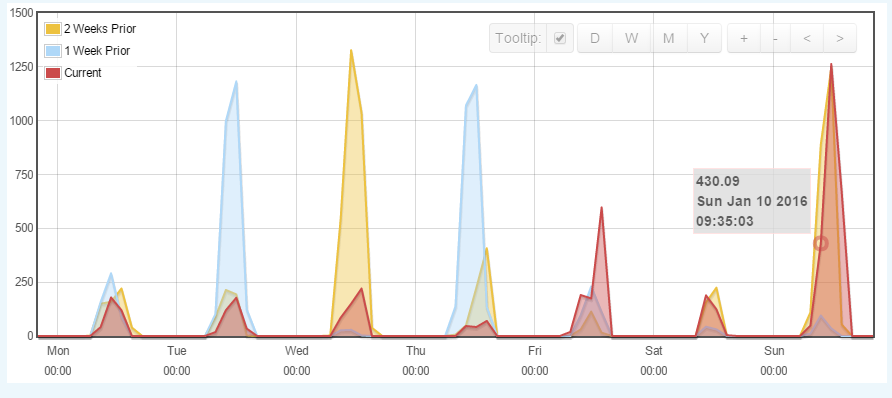 1500
1250
1000
750
500
250
0
2 Weeks Prior
1 Week Prior
Current
Tooltip:
D W M Y
+ - < >
430.09
Sun Jan 10 2016
09:35:03
Mon Tue Wed Thu Fri Sat Sun
00:00 00:00 00:00 00:00 00:00 00:00 00:00